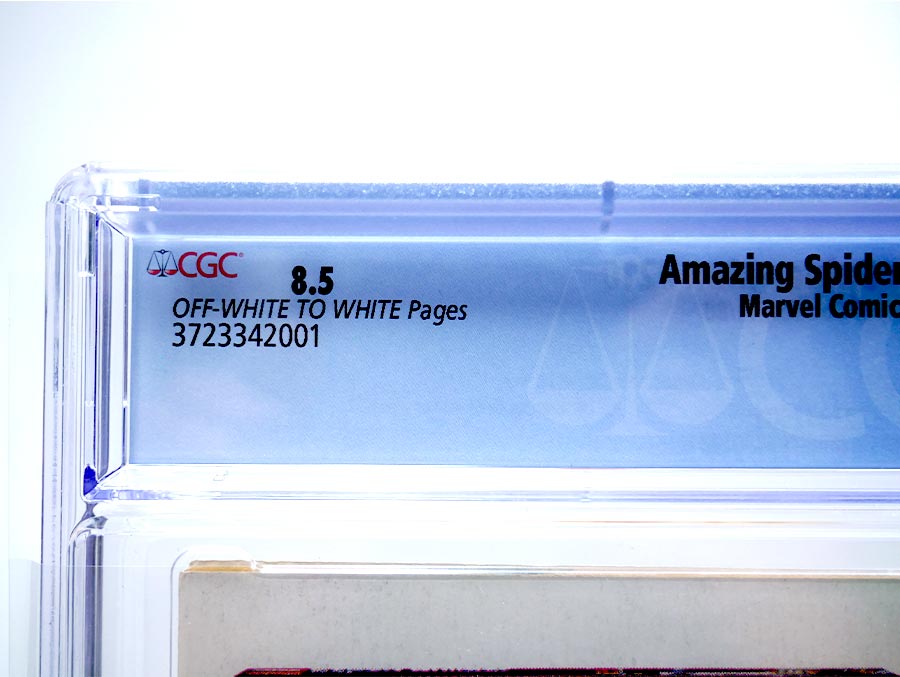 CGC
8.5
OFF-WHITE TO WHITE Pages
3723342001
Amazing Spider
Marvel Comic